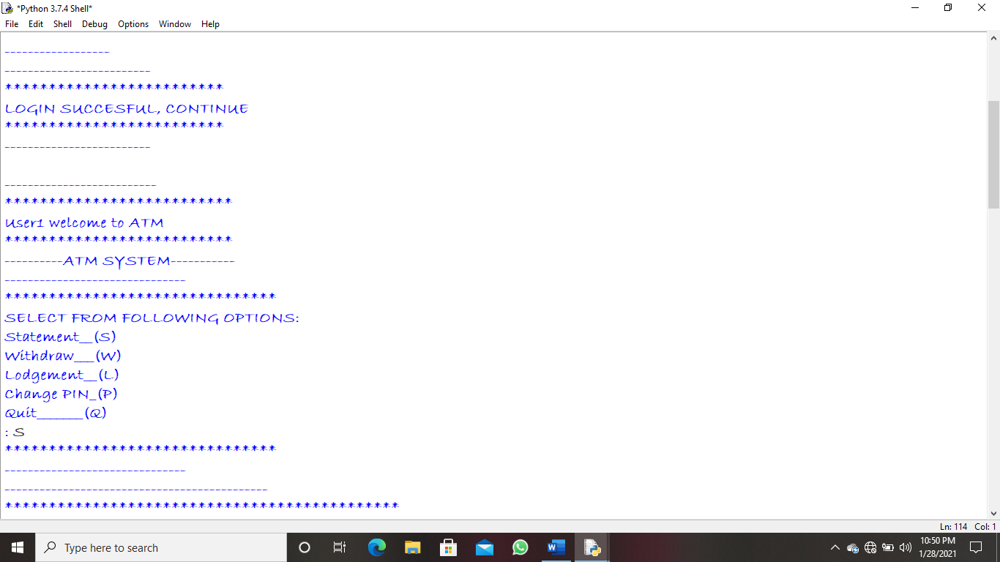 *Python 3.7.4 Shell*
File Edit Shell Debug Options Window Help
------------------
-------------------------
*************************
LOGIN SUCCESFUL, CONTINUE
*************************
-------------------------
--------------------------
**************************
User1 welcome to ATM
**************************
----------ATM SYSTEM-----------
-------------------------------
*******************************
SELECT FROM FOLLOWING OPTIONS:
Statement__(S)
Withdraw___(W)
Lodgement__(L)
Change PIN_(P)
Quit_______(Q)
: S
*******************************
-------------------------------
---------------------------------------------
*********************************************
Ln: 114 Col: 1
Type here to search
10:50 PM
1/28/2021